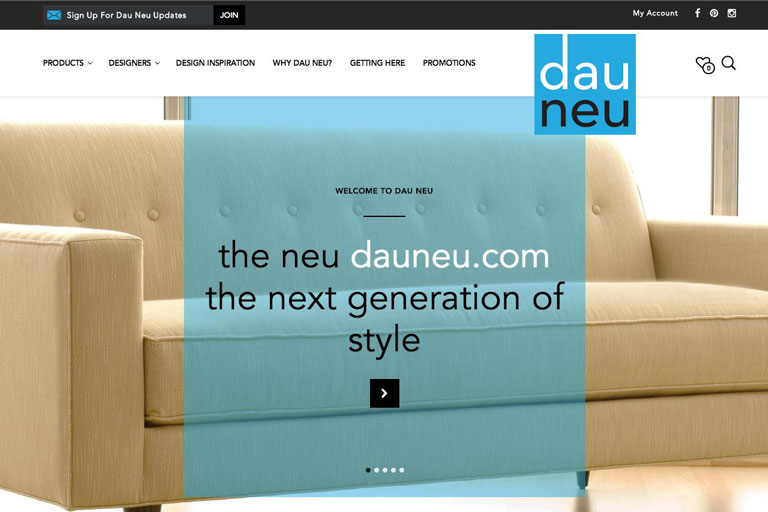 Sign Up For Dau Neu Updates JOIN My Account
PRODUCTS DESIGNERS DESIGN INSPIRATION WHY DAU NEU? GETTING HERE PROMOTIONS
dau
neu
0
WELCOME TO DAU NEU
the neu dauneu.com
the next generation of
style